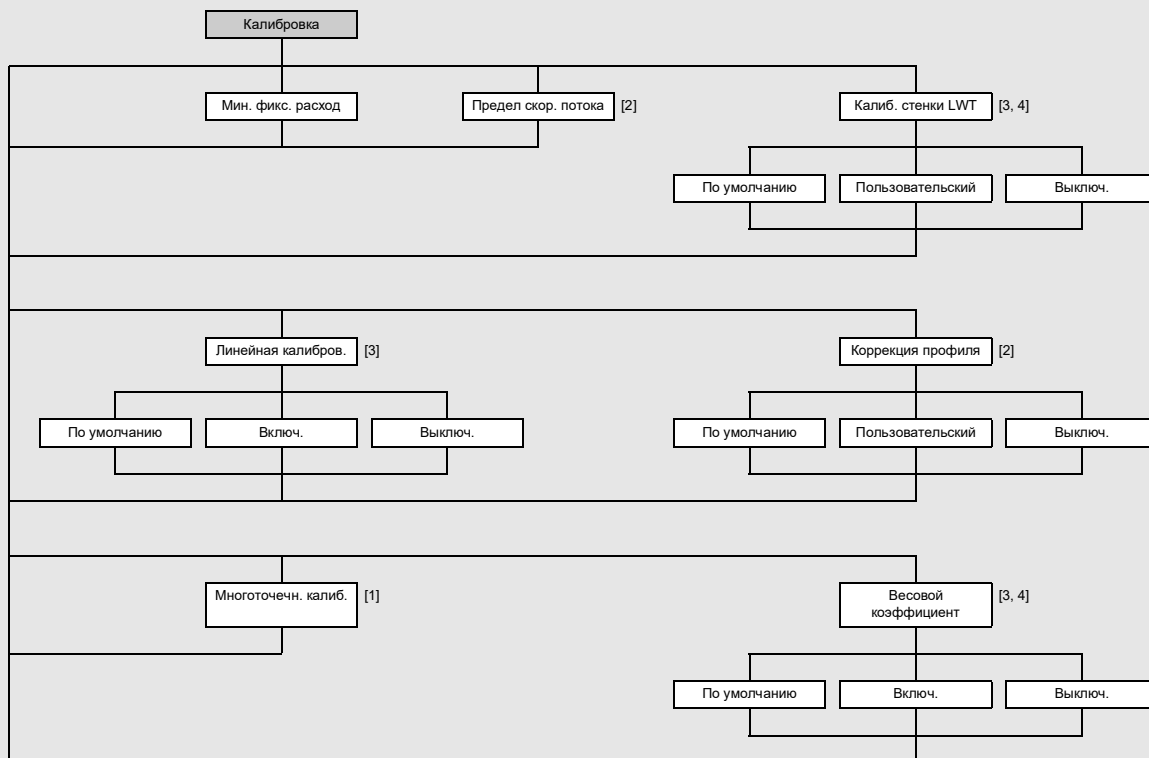 Калибровка
Мин. фикс. расход
Предел скор. потока [2]
Калиб. стенки LWT [3, 4]
По умолчанию
Пользовательский
Выключ.
Линейная калибров. [3]
Коррекция профиля [2]
По умолчанию
Включ.
Выключ.
По умолчанию
Пользовательский
Выключ.
Многоточечн. калиб. [1]
Весовой
коэффициент [3, 4]
По умолчанию
Включ.
Выключ.